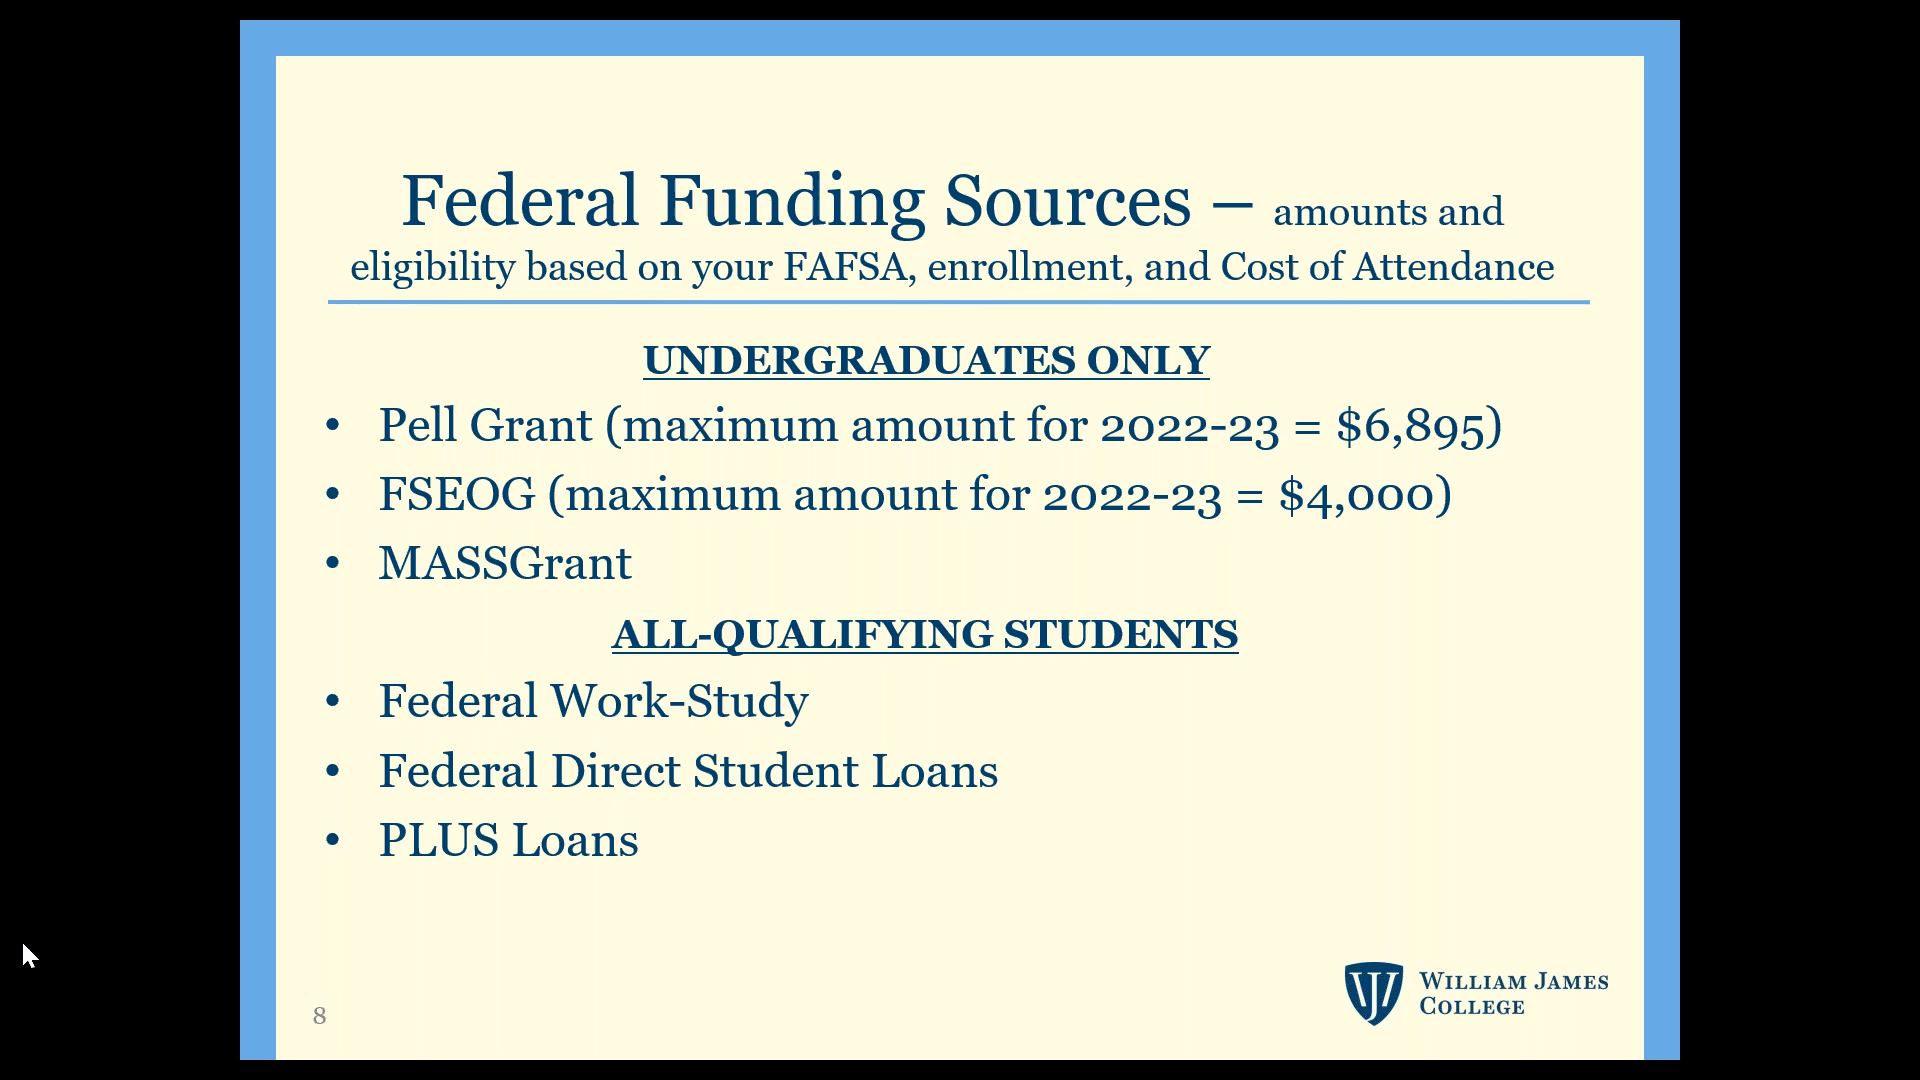 Federal Funding Sources – amounts and
eligibility based on your FAFSA, enrollment, and Cost of Attendance
UNDERGRADUATES ONLY
• Pell Grant (maximum amount for 2022-23 = $6,895)
• FSEOG (maximum amount for 2022-23 = $4,000)
• MASSGrant
ALL-QUALIFYING STUDENTS
• Federal Work-Study
• Federal Direct Student Loans
• PLUS Loans
8
WJ
WILLIAM JAMES
COLLEGE